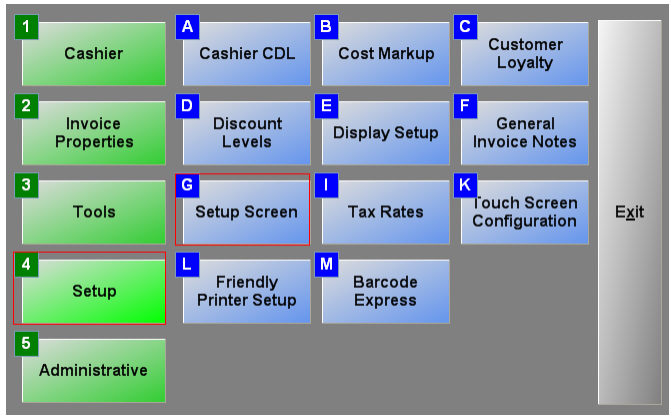 1
Cashier
A
Cashier CDL
B
Cost Markup
C
Customer
Loyalty
2
Invoice
Properties
D
Discount
Levels
E
Display Setup
F
General
Invoice Notes
3
Tools
G
Setup Screen
I
Tax Rates
K
Touch Screen
Configuration
Exit
4
Setup
L
Friendly
Printer Setup
M
Barcode
Express
5
Administrative